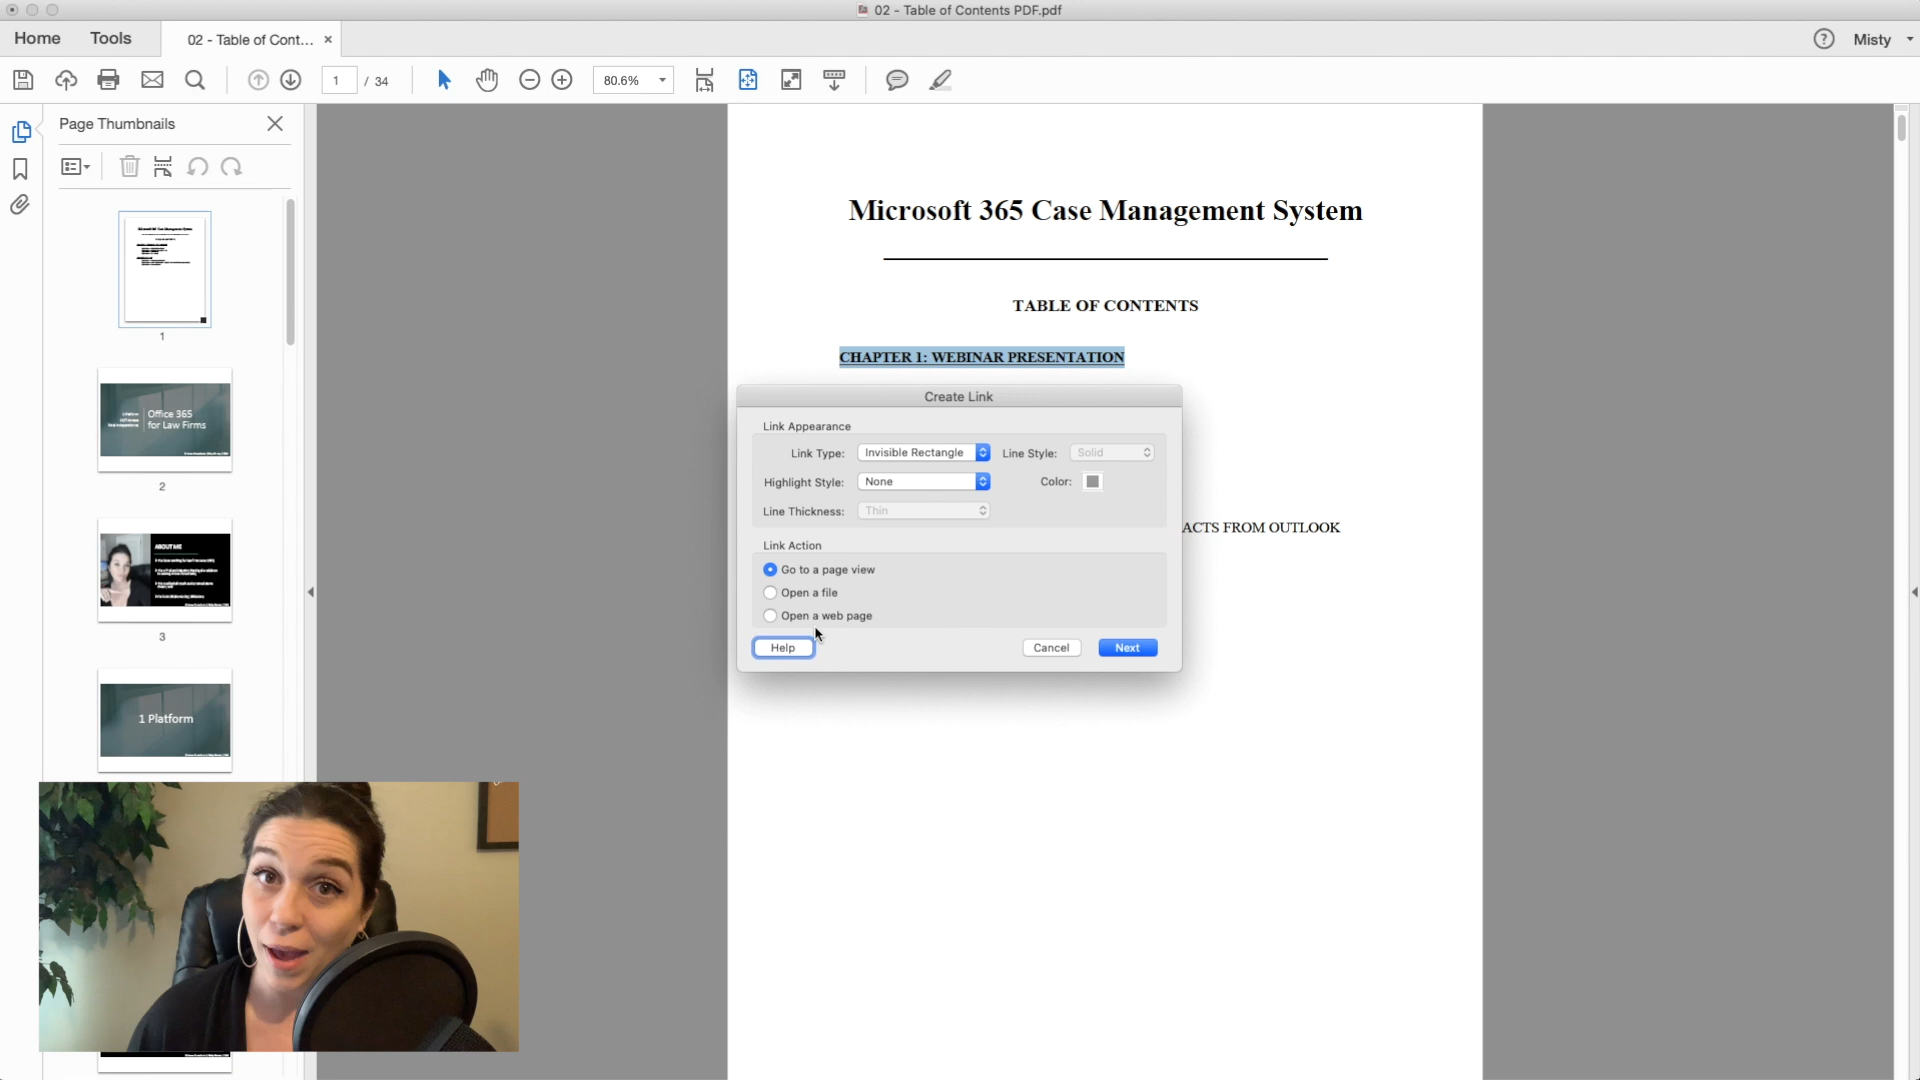 02 - Table of Contents PDF.pdf
Home
Tools
02 - Table of Cont...
Misty
1 / 34
80.6%
Page Thumbnails
1
Office 365
for Law Firms
2
ABOUT ME
3
1 Platform
Microsoft 365 Case Management System
TABLE OF CONTENTS
CHAPTER 1: WEBINAR PRESENTATION
ACTS FROM OUTLOOK
Create Link
Link Appearance
Link Type: Invisible Rectangle Line Style: Solid
Highlight Style: None Color:
Line Thickness: Thin
Link Action
Go to a page view
Open a file
Open a web page
Help Cancel Next